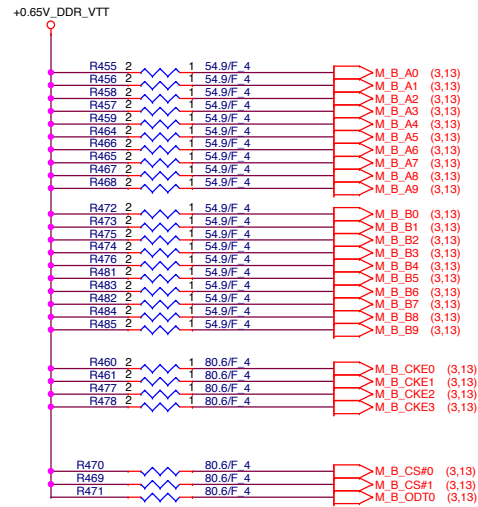 +0.65V_DDR_VTT
R455 2 1 54.9/F_4 M_B_A0 (3,13)
R456 2 1 54.9/F_4 M_B_A1 (3,13)
R458 2 1 54.9/F_4 M_B_A2 (3,13)
R457 2 1 54.9/F_4 M_B_A3 (3,13)
R459 2 1 54.9/F_4 M_B_A4 (3,13)
R464 2 1 54.9/F_4 M_B_A5 (3,13)
R466 2 1 54.9/F_4 M_B_A6 (3,13)
R465 2 1 54.9/F_4 M_B_A7 (3,13)
R467 2 1 54.9/F_4 M_B_A8 (3,13)
R468 2 1 54.9/F_4 M_B_A9 (3,13)
R472 2 1 54.9/F_4 M_B_B0 (3,13)
R473 2 1 54.9/F_4 M_B_B1 (3,13)
R475 2 1 54.9/F_4 M_B_B2 (3,13)
R474 2 1 54.9/F_4 M_B_B3 (3,13)
R476 2 1 54.9/F_4 M_B_B4 (3,13)
R481 2 1 54.9/F_4 M_B_B5 (3,13)
R483 2 1 54.9/F_4 M_B_B6 (3,13)
R482 2 1 54.9/F_4 M_B_B7 (3,13)
R484 2 1 54.9/F_4 M_B_B8 (3,13)
R485 2 1 54.9/F_4 M_B_B9 (3,13)
R460 2 1 80.6/F_4 M_B_CKE0 (3,13)
R461 2 1 80.6/F_4 M_B_CKE1 (3,13)
R477 2 1 80.6/F_4 M_B_CKE2 (3,13)
R478 2 1 80.6/F_4 M_B_CKE3 (3,13)
R470 80.6/F_4 M_B_CS#0 (3,13)
R469 80.6/F_4 M_B_CS#1 (3,13)
R471 80.6/F_4 M_B_ODT0 (3,13)